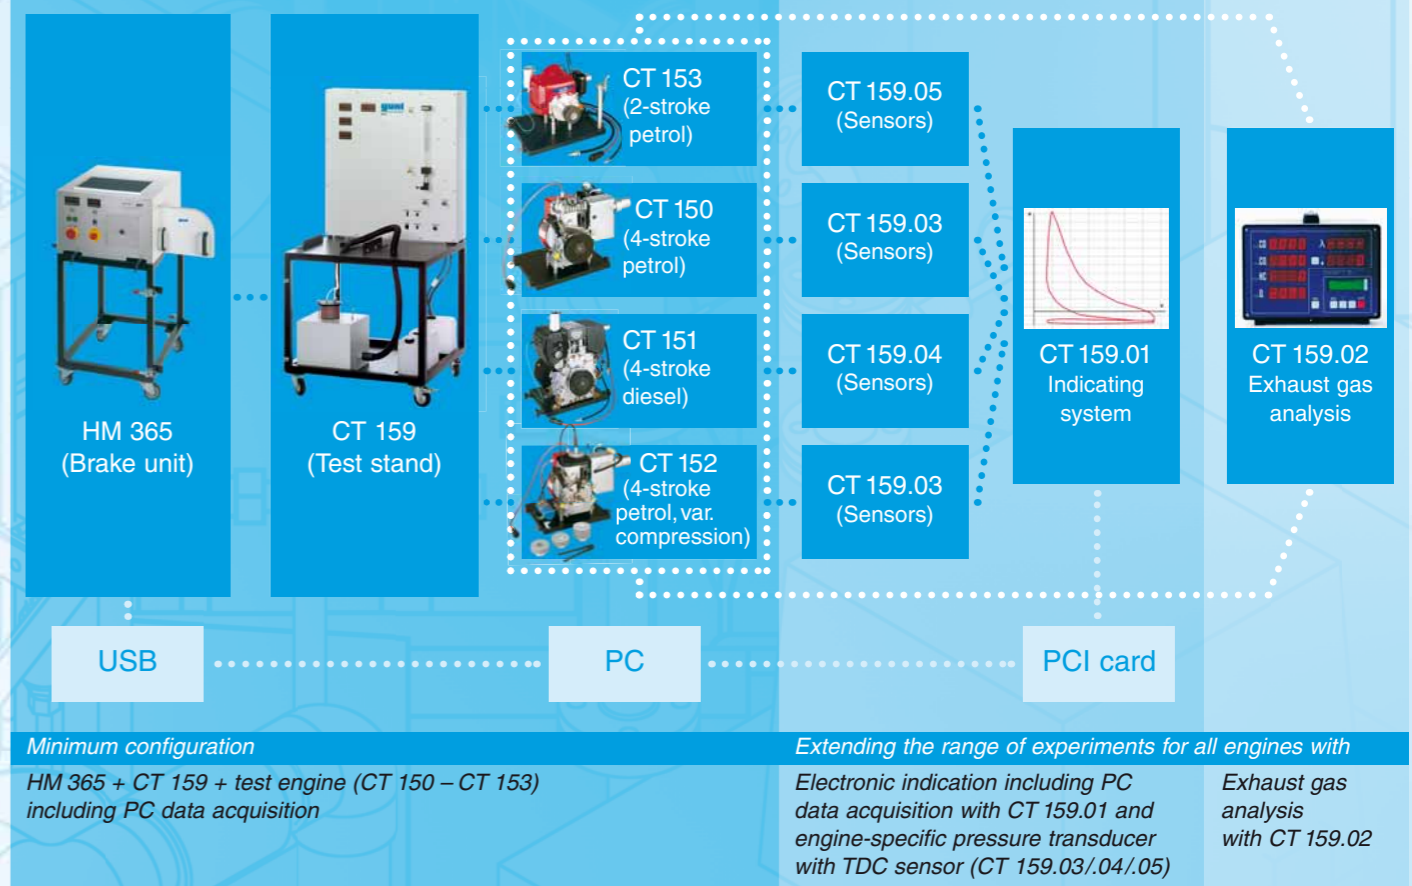 HM 365
(Brake unit)
gunt
CT 159
(Test stand)
CT 153
(2-stroke
petrol)
CT 150
(4-stroke
petrol)
CT 151
(4-stroke
diesel)
CT 152
(4-stroke
petrol, var.
compression)
CT 159.05
(Sensors)
CT 159.03
(Sensors)
CT 159.04
(Sensors)
CT 159.03
(Sensors)
CT 159.01
Indicating
system
CT 159.02
Exhaust gas
analysis
USB
PC
PCI card
Minimum configuration
HM 365 + CT 159 + test engine (CT 150 – CT 153)
including PC data acquisition
Extending the range of experiments for all engines with
Electronic indication including PC
data acquisition with CT 159.01 and
engine-specific pressure transducer
with TDC sensor (CT 159.03/.04/.05)
Exhaust gas
analysis
with CT 159.02